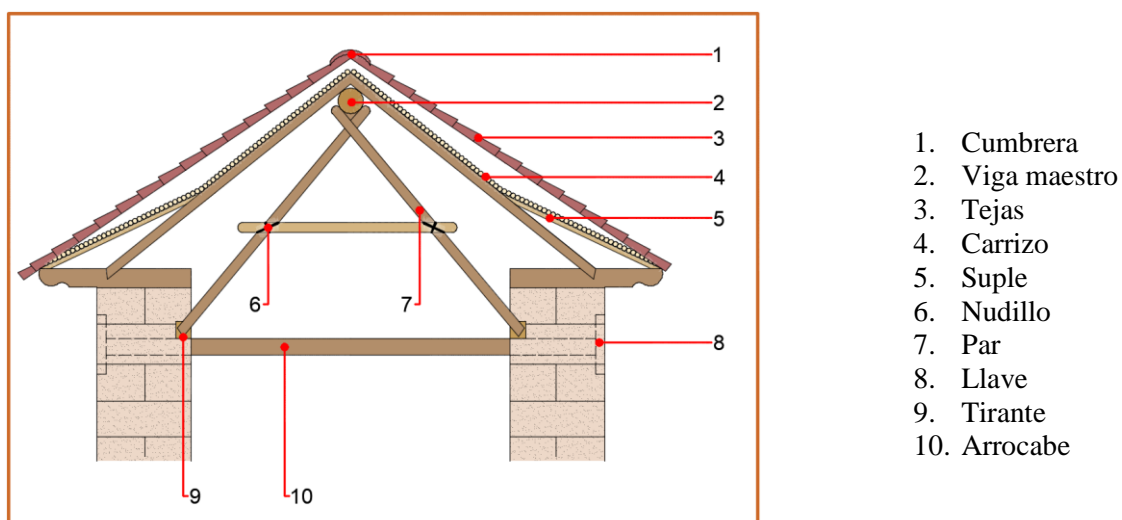 1
2
3
4
5
6
7
8
9
10
1. Cumbrera
2. Viga maestro
3. Tejas
4. Carrizo
5. Suple
6. Nudillo
7. Par
8. Llave
9. Tirante
10. Arrocabe